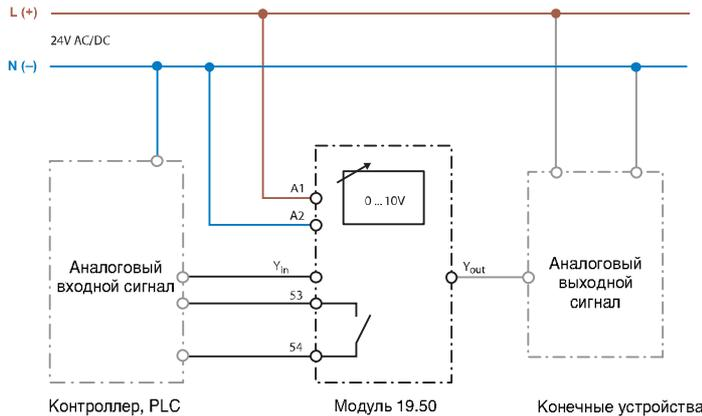 L (+)
24V AC/DC
N (–)
A1
0 ... 10V
A2
Аналоговый
входной сигнал
Yin
Yout
Аналоговый
выходной
сигнал
53
54
Контроллер, PLC
Модуль 19.50
Конечные устройства